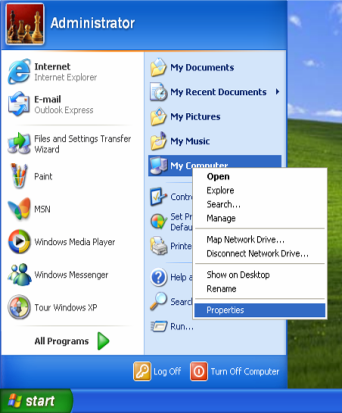 Administrator
Internet
Internet Explorer
E-mail
Outlook Express
Files and Settings Transfer
Wizard
Paint
MSN
Windows Media Player
Windows Messenger
Tour Windows XP
All Programs
My Documents
My Recent Documents
My Pictures
My Music
My Computer
Contr
Set Pr
Defau
Printe
Help a
Searc
Run...
Open
Explore
Search...
Manage
Map Network Drive...
Disconnect Network Drive...
Show on Desktop
Rename
Properties
Log Off
Turn Off Computer
start